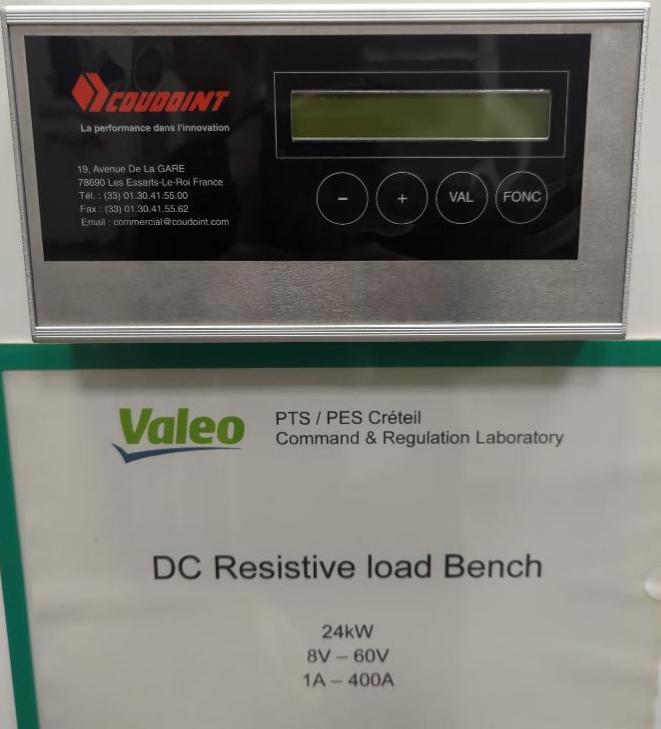 COUDOINT
La performance dans l'innovation
19, Avenue De La GARE
78690 Les Essarts-Le-Roi France
Tél. : (33) 01.30.41.55.00
Fax : (33) 01.30.41.55.62
Email : commercial@coudoint.com
-
+
VAL
FONC
Valeo
PTS / PES Créteil
Command & Regulation Laboratory
DC Resistive load Bench
24kW
8V – 60V
1A – 400A